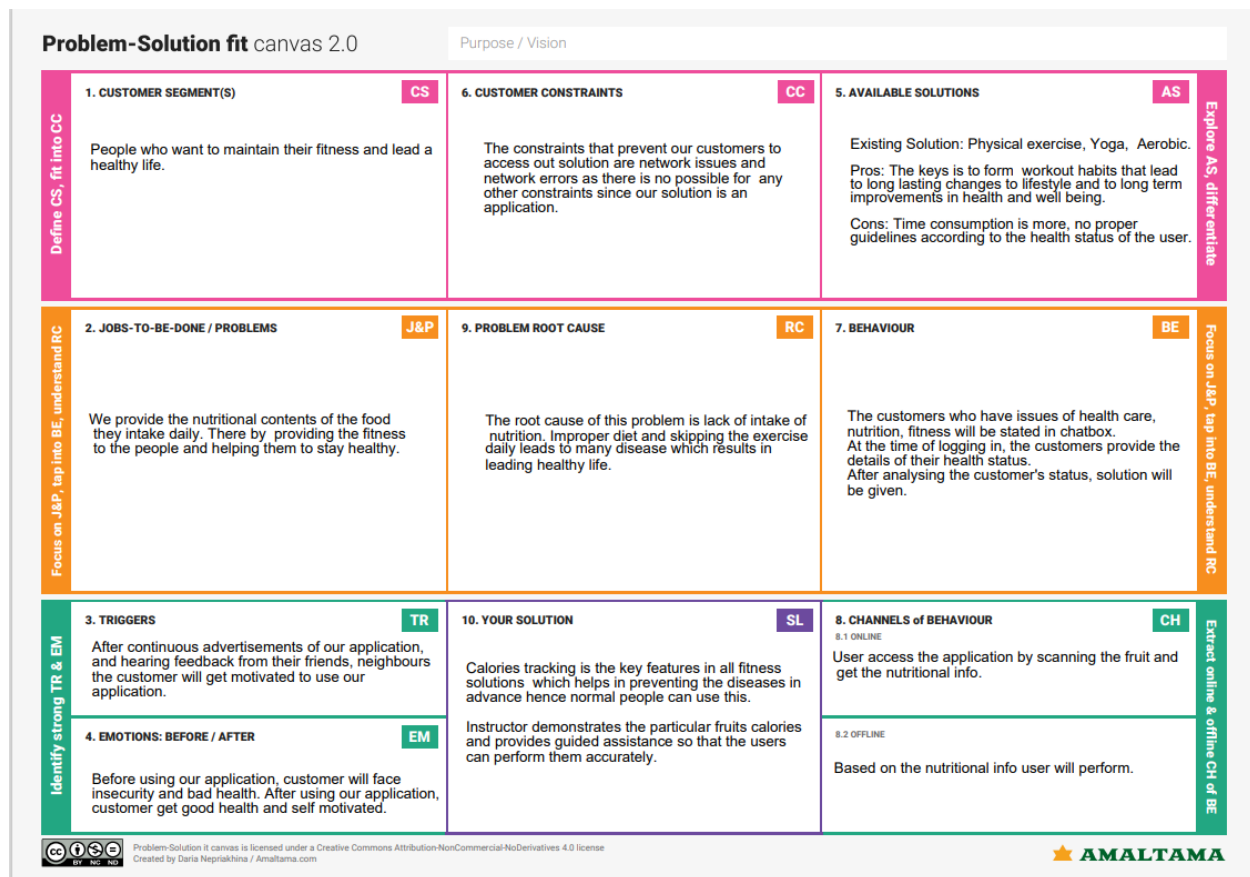 Problem-Solution fit canvas 2.0
Purpose / Vision
Define CS, fit into CC
1. CUSTOMER SEGMENT(S)
CS
People who want to maintain their fitness and lead a
healthy life.
6. CUSTOMER CONSTRAINTS
CC
The constraints that prevent our customers to
access out solution are network issues and
network errors as there is no possible for any
other constraints since our solution is an
application.
5. AVAILABLE SOLUTIONS
AS
Existing Solution: Physical exercise, Yoga, Aerobic.
Pros: The keys is to form workout habits that lead
to long lasting changes to lifestyle and to long term
improvements in health and well being.
Cons: Time consumption is more, no proper
guidelines according to the health status of the user.
Explore AS, differentiate
Focus on J&P, tap into BE, understand RC
2. JOBS-TO-BE-DONE / PROBLEMS
J&P
We provide the nutritional contents of the food
they intake daily. There by providing the fitness
to the people and helping them to stay healthy.
9. PROBLEM ROOT CAUSE
RC
The root cause of this problem is lack of intake of
nutrition. Improper diet and skipping the exercise
daily leads to many disease which results in
leading healthy life.
7. BEHAVIOUR
BE
The customers who have issues of health care,
nutrition, fitness will be stated in chatbox.
At the time of logging in, the customers provide the
details of their health status.
After analysing the customer's status, solution will
be given.
Focus on J&P, tap into BE, understand RC
Identify strong TR & EM
3. TRIGGERS
TR
After continuous advertisements of our application,
and hearing feedback from their friends, neighbours
the customer will get motivated to use our
application.
4. EMOTIONS: BEFORE / AFTER
EM
Before using our application, customer will face
insecurity and bad health. After using our application,
customer get good health and self motivated.
10. YOUR SOLUTION
SL
Calories tracking is the key features in all fitness
solutions which helps in preventing the diseases in
advance hence normal people can use this.
Instructor demonstrates the particular fruits calories
and provides guided assistance so that the users
can perform them accurately.
8. CHANNELS of BEHAVIOUR
CH
8.1 ONLINE
User access the application by scanning the fruit and
get the nutritional info.
8.2 OFFLINE
Based on the nutritional info user will perform.
Extract online & offline CH of BE
CC BY NC ND
Problem-Solution it canvas is licensed under a Creative Commons Attribution-NonCommercial-NoDerivatives 4.0 license
Created by Daria Nepriakhina / Amaltama.com
AMALTAMA